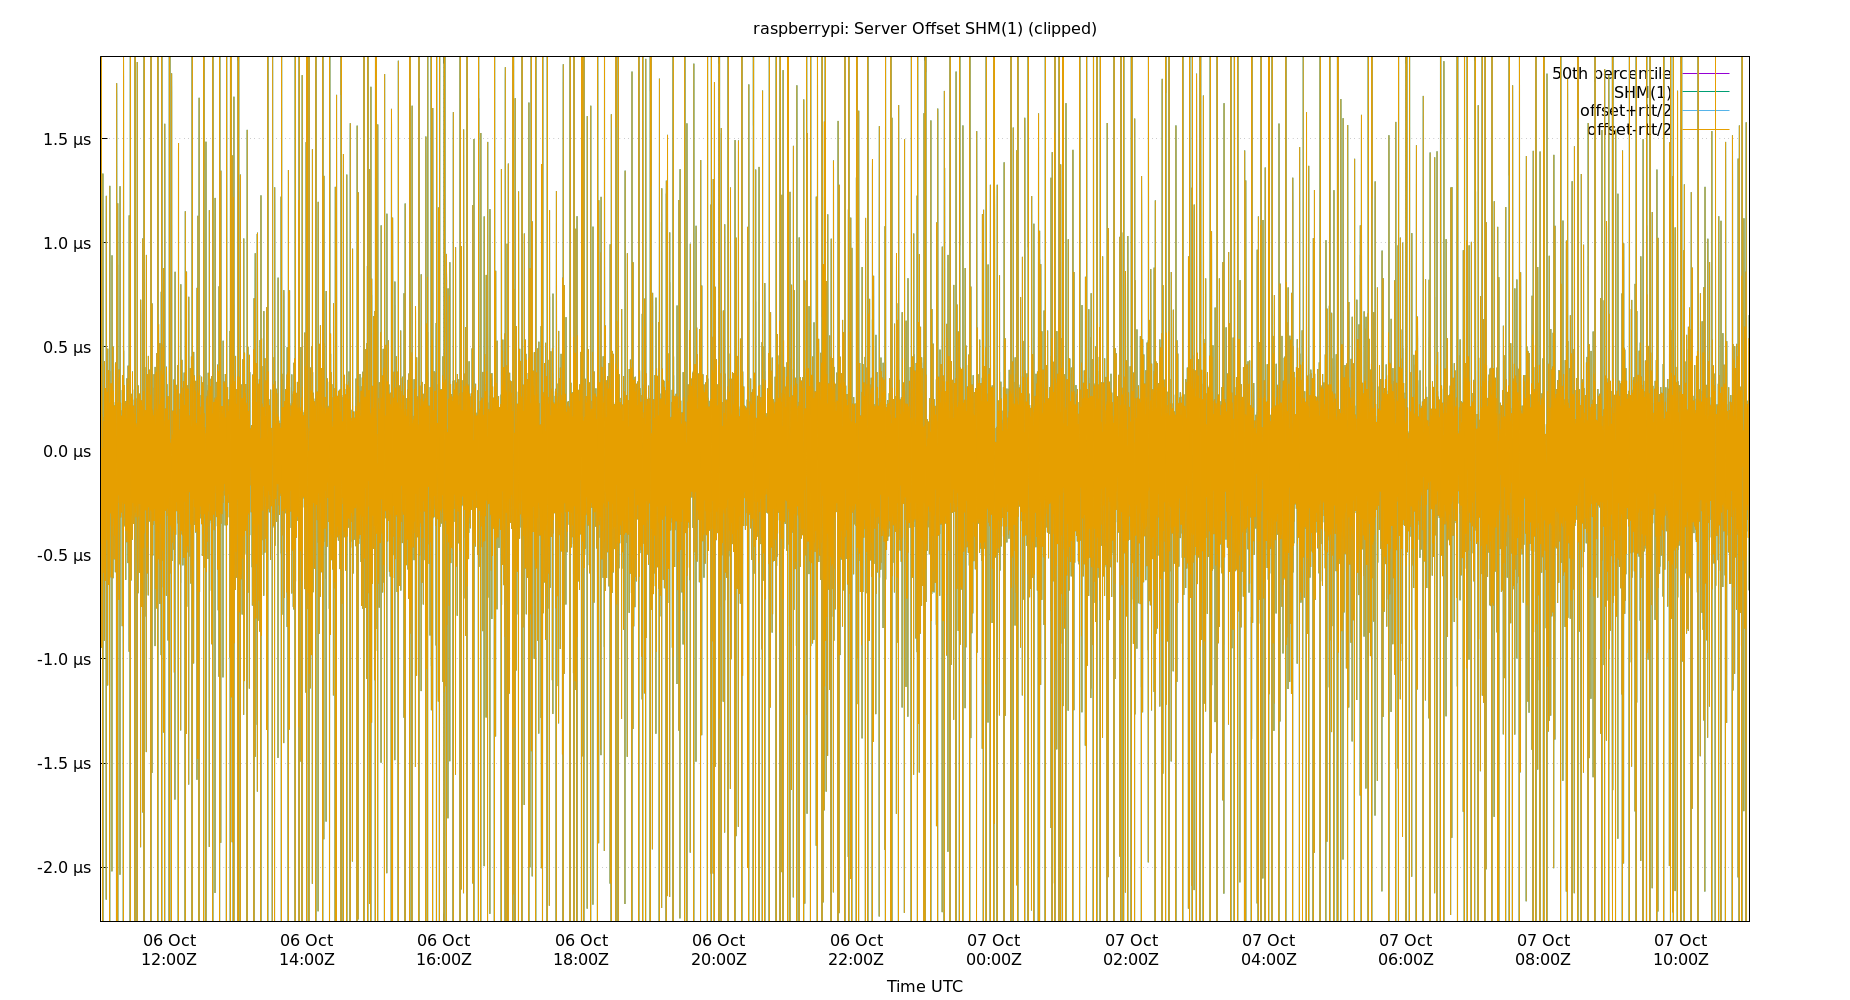 raspberrypi: Server Offset SHM(1) (clipped)
50th percentile
SHM(1)
offset+rtt/2
offset-rtt/2
1.5 µs
1.0 µs
0.5 µs
0.0 µs
-0.5 µs
-1.0 µs
-1.5 µs
-2.0 µs
06 Oct 06 Oct 06 Oct 06 Oct 06 Oct 06 Oct 07 Oct 07 Oct 07 Oct 07 Oct 07 Oct 07 Oct
12:00Z 14:00Z 16:00Z 18:00Z 20:00Z 22:00Z 00:00Z 02:00Z 04:00Z 06:00Z 08:00Z 10:00Z
Time UTC